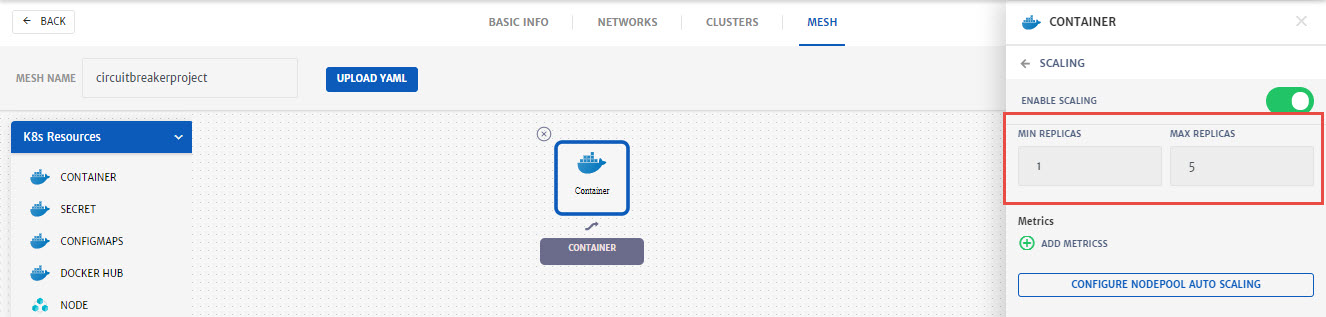 BACK
BASIC INFO
NETWORKS
CLUSTERS
MESH
MESH NAME
circuitbreakerproject
UPLOAD YAML
K8s Resources
CONTAINER
SECRET
CONFIGMAPS
DOCKER HUB
NODE
Container
CONTAINER
CONTAINER
SCALING
ENABLE SCALING
MIN REPLICAS
MAX REPLICAS
1
5
Metrics
ADD METRICSS
CONFIGURE NODEPOOL AUTO SCALING